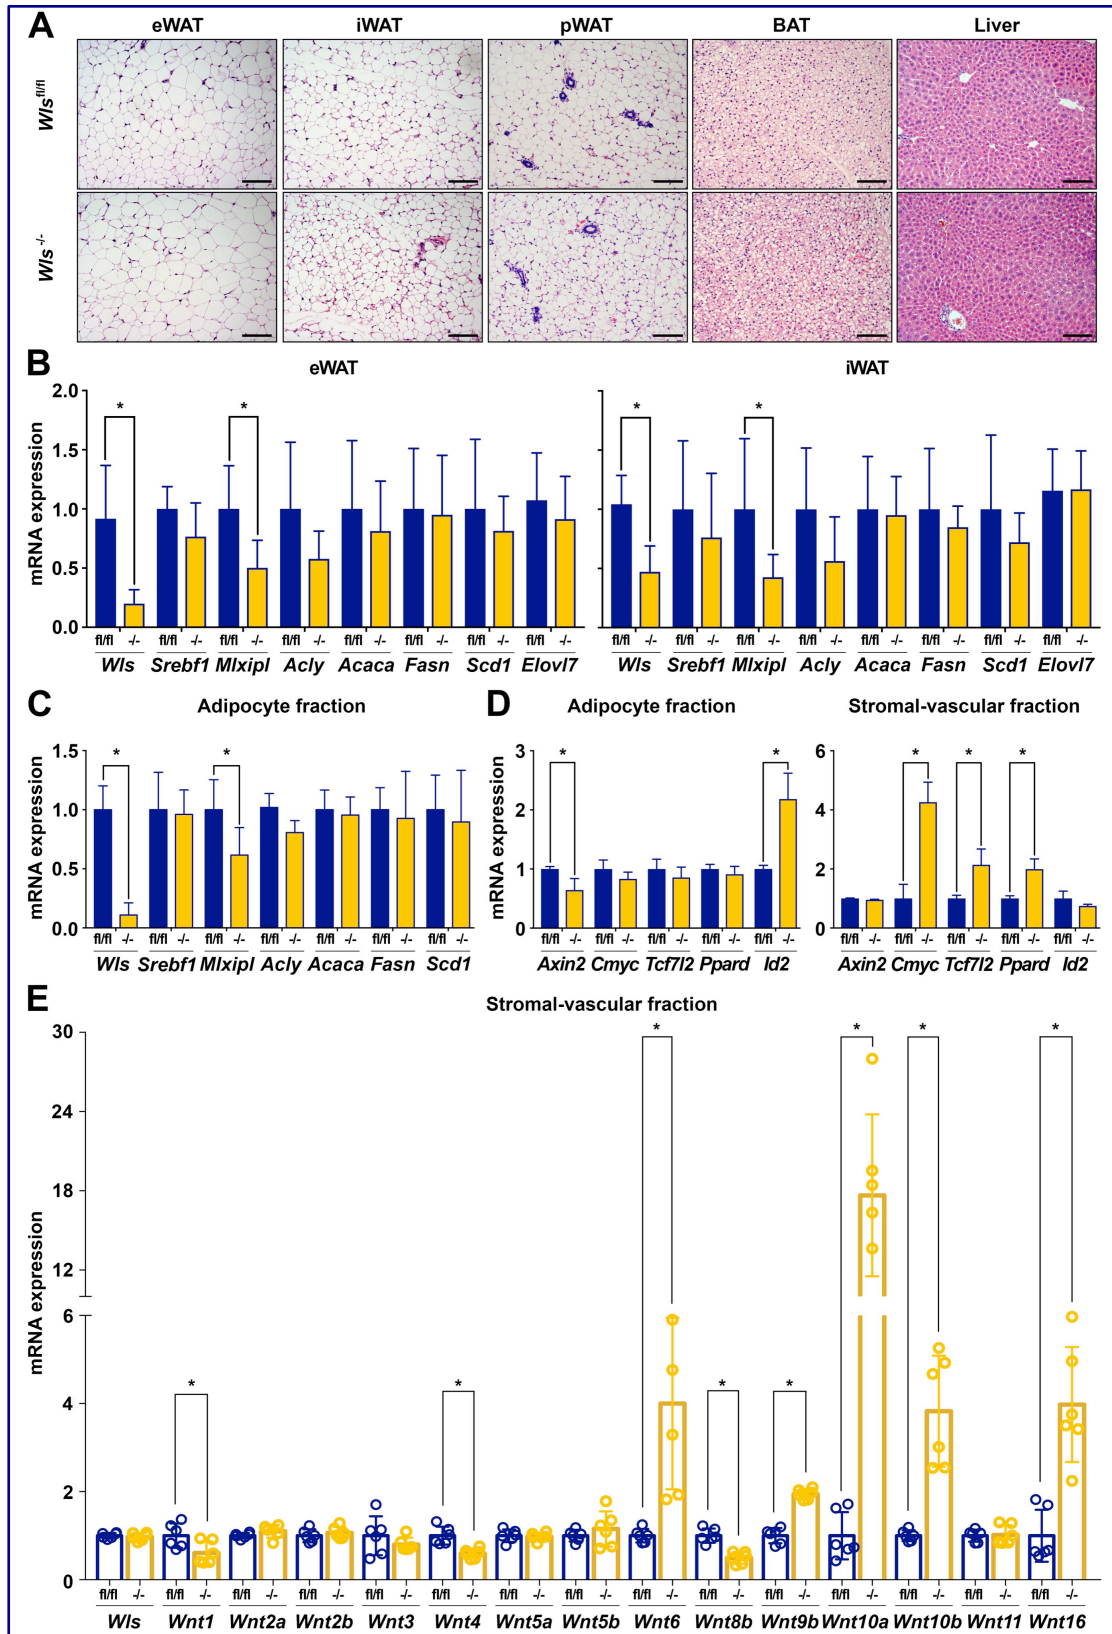 A
eWAT iWAT pWAT BAT Liver
Wls fl/fl
Wls -/-
B
eWAT iWAT
mRNA expression
2.0
1.5
1.0
0.5
0.0
fl/fl -/- fl/fl -/- fl/fl -/- fl/fl -/- fl/fl -/- fl/fl -/- fl/fl -/- fl/fl -/-
Wls Srebf1 Mlxipl Acly Acaca Fasn Scd1 Elovl7
* *
fl/fl -/- fl/fl -/- fl/fl -/- fl/fl -/- fl/fl -/- fl/fl -/- fl/fl -/- fl/fl -/-
Wls Srebf1 Mlxipl Acly Acaca Fasn Scd1 Elovl7
* *
C
Adipocyte fraction
mRNA expression
1.5
1.0
0.5
0.0
* *
fl/fl -/- fl/fl -/- fl/fl -/- fl/fl -/- fl/fl -/- fl/fl -/- fl/fl -/-
Wls Srebf1 Mlxipl Acly Acaca Fasn Scd1
D
Adipocyte fraction
mRNA expression
3
2
1
0
* *
fl/fl -/- fl/fl -/- fl/fl -/- fl/fl -/- fl/fl -/-
Axin2 Cmyc Tcf7l2 Ppard Id2
Stromal-vascular fraction
6
4
2
0
* * *
fl/fl -/- fl/fl -/- fl/fl -/- fl/fl -/- fl/fl -/-
Axin2 Cmyc Tcf7l2 Ppard Id2
E
Stromal-vascular fraction
mRNA expression
30
24
18
12
6
4
2
0
* * * * * * * *
fl/fl -/- fl/fl -/- fl/fl -/- fl/fl -/- fl/fl -/- fl/fl -/- fl/fl -/- fl/fl -/- fl/fl -/- fl/fl -/- fl/fl -/- fl/fl -/- fl/fl -/- fl/fl -/- fl/fl -/-
Wls Wnt1 Wnt2a Wnt2b Wnt3 Wnt4 Wnt5a Wnt5b Wnt6 Wnt8b Wnt9b Wnt10a Wnt10b Wnt11 Wnt16